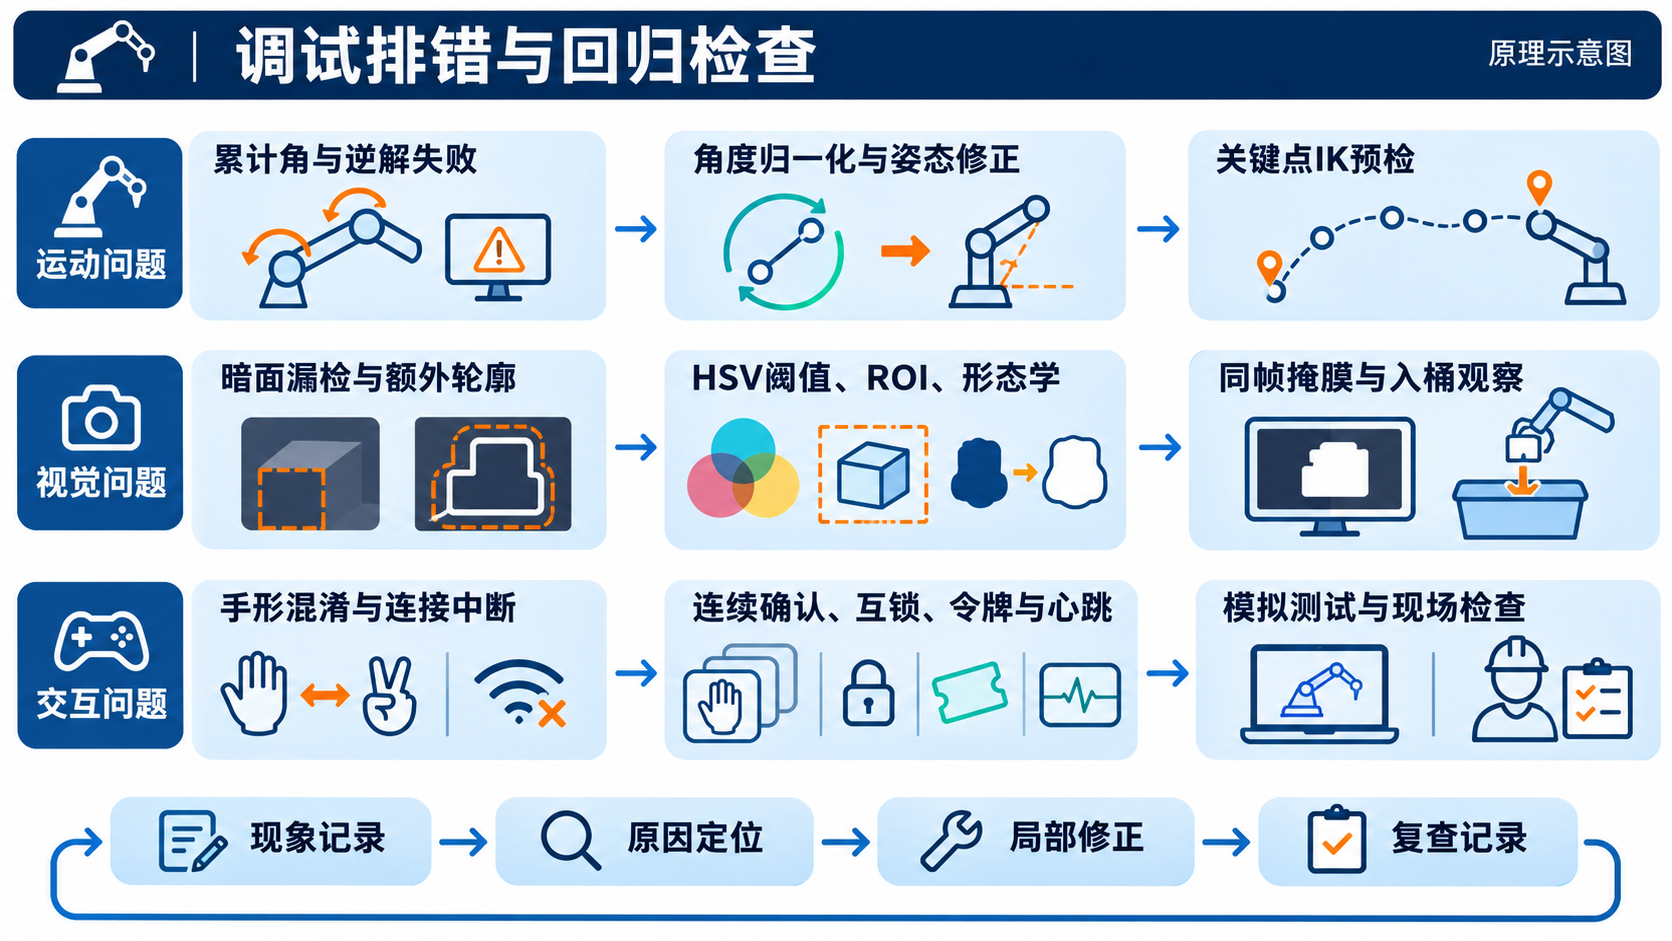 调试排错与回归检查
原理示意图
运动问题
累计角与逆解失败
角度归一化与姿态修正
关键点IK预检
视觉问题
暗面漏检与额外轮廓
HSV阈值、ROI、形态学
同帧掩膜与入桶观察
交互问题
手形混淆与连接中断
连续确认、互锁、令牌与心跳
模拟测试与现场检查
现象记录
原因定位
局部修正
复查记录